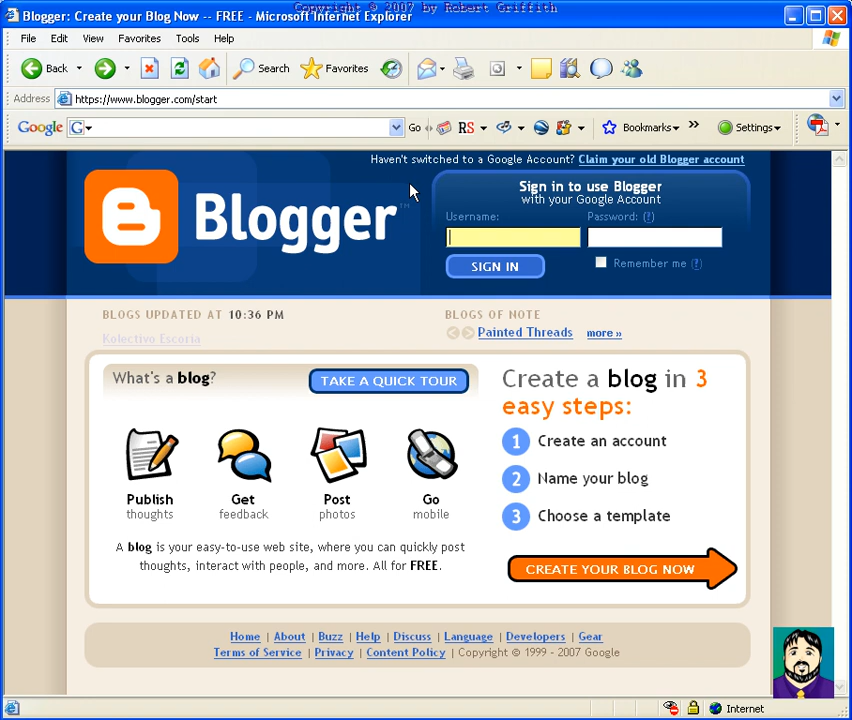 Blogger: Create your Blog Now -- FREE - Microsoft Internet Explorer
Copyright © 2007 by Robert Griffith
File Edit View Favorites Tools Help
Back Search Favorites
Address https://www.blogger.com/start
Google G Go RS Bookmarks Settings
Haven't switched to a Google Account? Claim your old Blogger account
Blogger™
Sign in to use Blogger
with your Google Account
Username: Password: (?)
SIGN IN Remember me (?)
BLOGS UPDATED AT 10:36 PM BLOGS OF NOTE
Kolectivo Escoria Painted Threads more »
What's a blog? TAKE A QUICK TOUR
Create a blog in 3
easy steps:
1 Create an account
2 Name your blog
3 Choose a template
Publish Get Post Go
thoughts feedback photos mobile
A blog is your easy-to-use web site, where you can quickly post
thoughts, interact with people, and more. All for FREE.
CREATE YOUR BLOG NOW
Home | About | Buzz | Help | Discuss | Language | Developers | Gear
Terms of Service | Privacy | Content Policy | Copyright © 1999 - 2007 Google
Internet